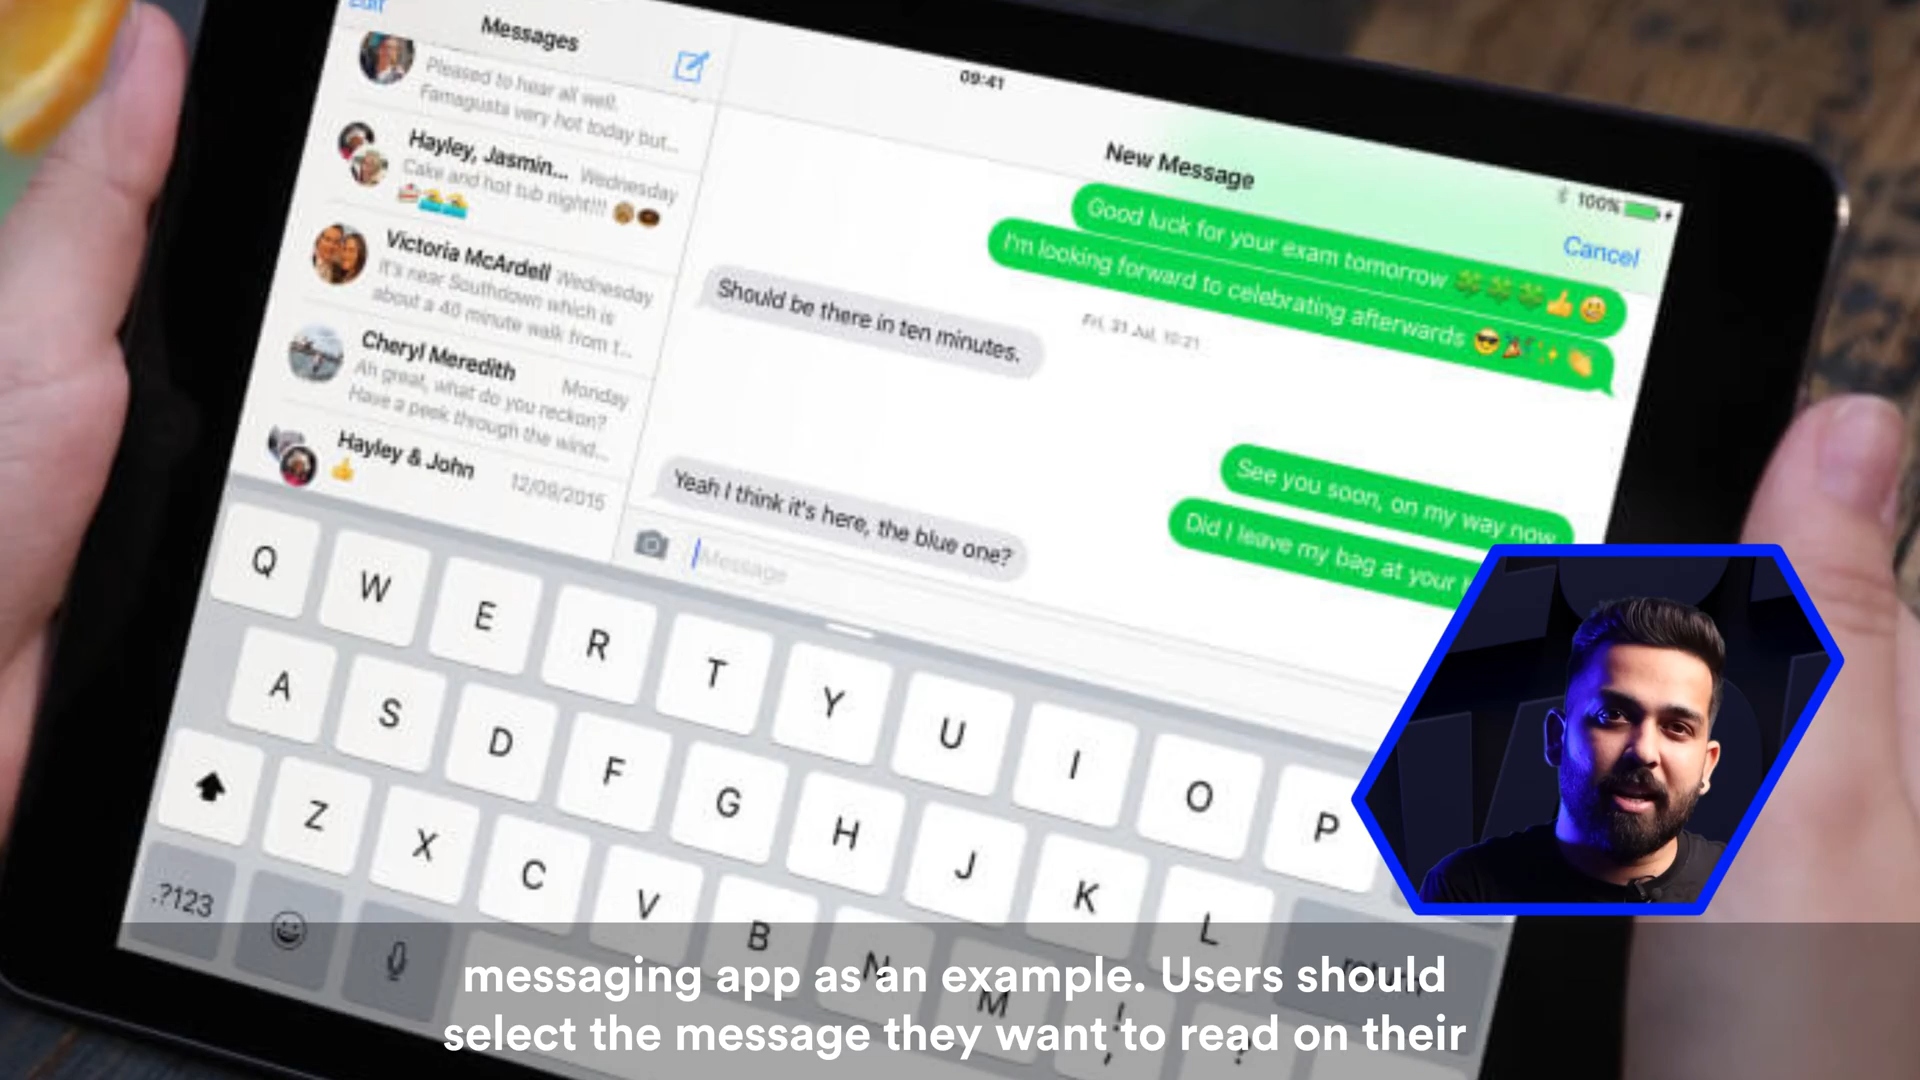 Edit
Messages
Pleased to hear all well.
Famagusta very hot today but...
Hayley, Jasmin... Wednesday
Cake and hot tub night!!!
Victoria McArdell Wednesday
It's near Southdown which is
about a 45 minute walk from t...
Cheryl Meredith Monday
Ah great, what do you reckon?
Have a peek through the wind...
Hayley & John 12/09/2015
09:41
100%
New Message
Cancel
Good luck for your exam tomorrow 🍀🍀🍀👍😀
I'm looking forward to celebrating afterwards 😎🎉✨👏
Fri, 31 Jul, 10:21
Should be there in ten minutes.
See you soon, on my way now
Did I leave my bag at your
Yeah I think it's here, the blue one?
Message
Q W E R T Y U I O P
A S D F G H J K L return
Z X C V B N M ! , ?
.?123
messaging app as an example. Users should
select the message they want to read on their